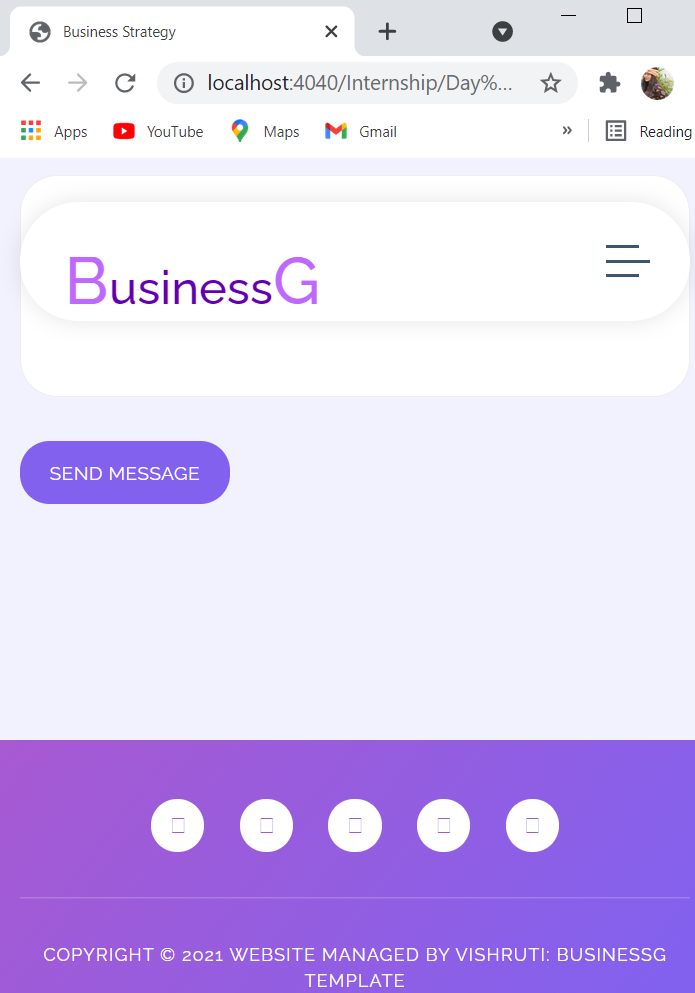 Business Strategy
localhost:4040/Internship/Day%...
Apps YouTube Maps Gmail » Reading
BusinessG
SEND MESSAGE
COPYRIGHT © 2021 WEBSITE MANAGED BY VISHRUTI: BUSINESSG
TEMPLATE